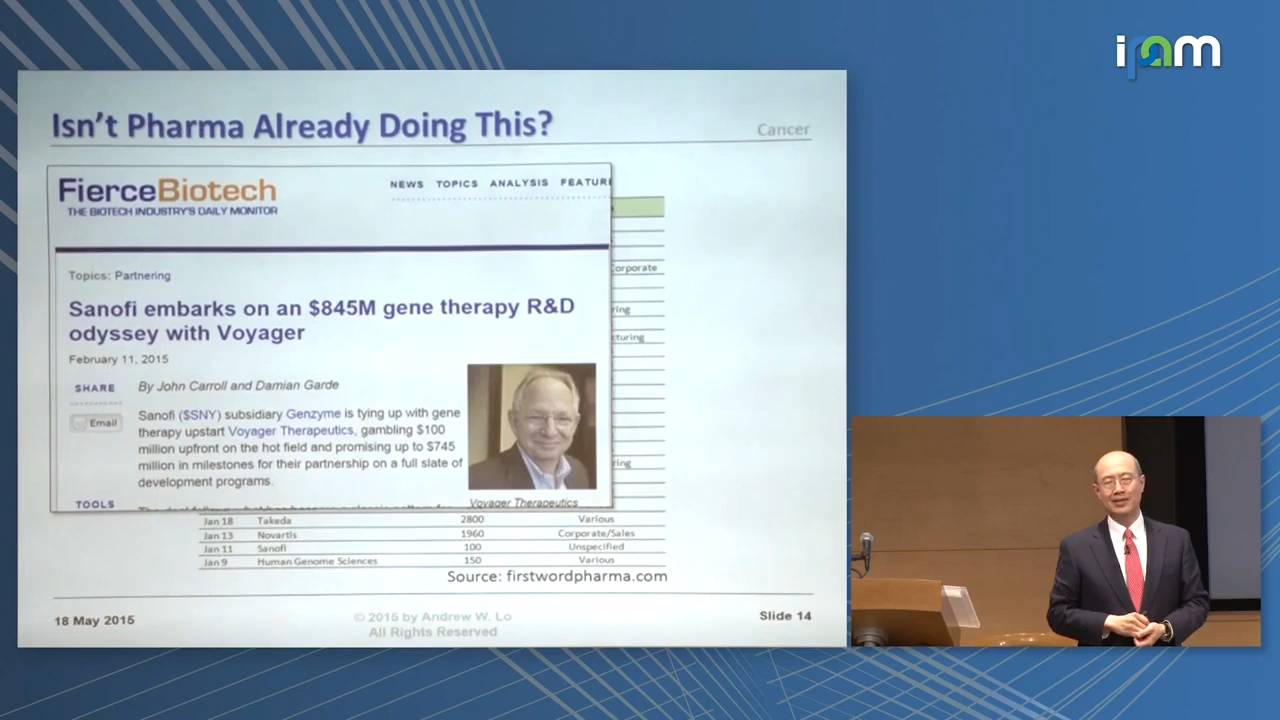 ipam
Isn't Pharma Already Doing This?
Cancer
FierceBiotech
THE BIOTECH INDUSTRY'S DAILY MONITOR
NEWS TOPICS ANALYSIS FEATUR
Topics: Partnering
Sanofi embarks on an $845M gene therapy R&D
odyssey with Voyager
February 11, 2015
SHARE
Email
TOOLS
By John Carroll and Damian Garde
Sanofi ($SNY) subsidiary Genzyme is tying up with gene
therapy upstart Voyager Therapeutics, gambling $100
million upfront on the hot field and promising up to $745
million in milestones for their partnership on a full slate of
development programs.
Voyager Therapeutics
Corporate
ring
cturing
ring
Jan 18 Takeda 2800 Various
Jan 13 Novartis 1960 Corporate/Sales
Jan 11 Sanofi 100 Unspecified
Jan 9 Human Genome Sciences 150 Various
Source: firstwordpharma.com
18 May 2015
© 2015 by Andrew W. Lo
All Rights Reserved
Slide 14